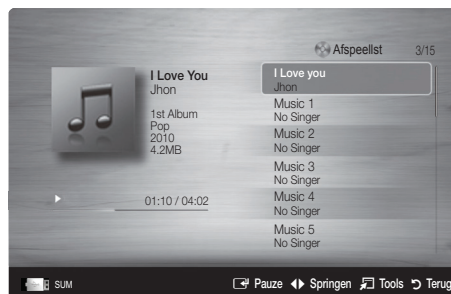 Afspeellst 3/15
I Love You
Jhon
1st Album
Pop
2010
4.2MB
01:10 / 04:02
I Love you
Jhon
Music 1
No Singer
Music 2
No Singer
Music 3
No Singer
Music 4
No Singer
Music 5
No Singer
SUM Pauze Springen Tools Terug